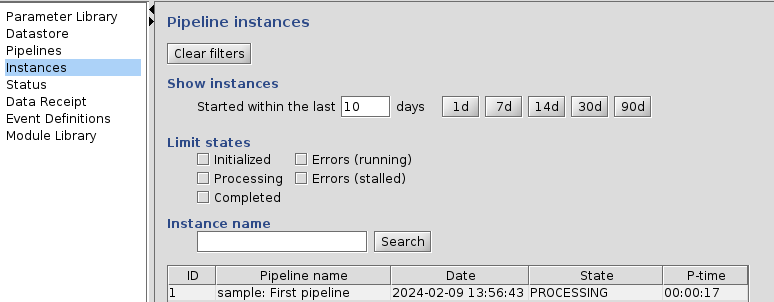 Parameter Library
Datastore
Pipelines
Instances
Status
Data Receipt
Event Definitions
Module Library
Pipeline instances
Clear filters
Show instances
Started within the last 10 days 1d 7d 14d 30d 90d
Limit states
Initialized Errors (running)
Processing Errors (stalled)
Completed
Instance name
Search
ID Pipeline name Date State P-time
1 sample: First pipeline 2024-02-09 13:56:43 PROCESSING 00:00:17